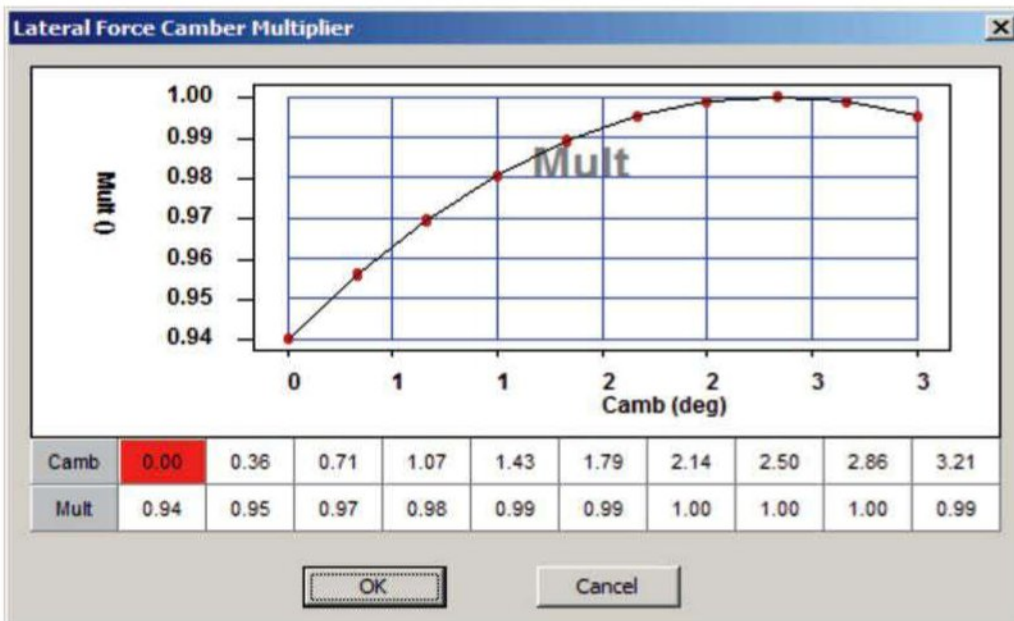 Lateral Force Camber Multiplier
1.00
0.99
0.98
0.97
0.96
0.95
0.94
Mult ()
Mult
0 1 1 2 2 3 3
Camb (deg)
Camb 0.00 0.36 0.71 1.07 1.43 1.79 2.14 2.50 2.86 3.21
Mult 0.94 0.95 0.97 0.98 0.99 0.99 1.00 1.00 1.00 0.99
OK Cancel